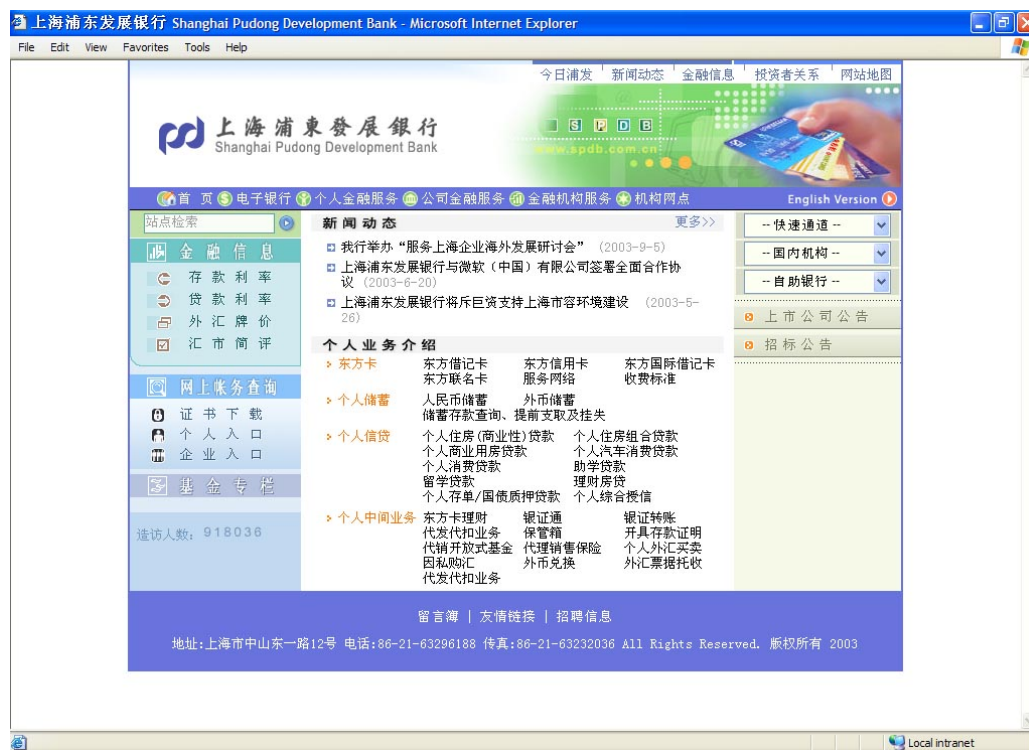 上海浦东发展银行 Shanghai Pudong Development Bank - Microsoft Internet Explorer
File Edit View Favorites Tools Help
今日浦发 新闻动态 金融信息 投资者关系 网站地图
上海浦東發展銀行
Shanghai Pudong Development Bank
SPDB
www.spdb.com.cn
首 页 电子银行 个人金融服务 公司金融服务 金融机构服务 机构网点 English Version
站点检索
金融信息
存款利率
贷款利率
外汇牌价
汇市简评
网上帐务查询
证书下载
个人入口
企业入口
基金专栏
造访人数: 918036
新闻动态 更多>>
我行举办“服务上海企业海外发展研讨会” (2003-9-5)
上海浦东发展银行与微软(中国)有限公司签署全面合作协
议 (2003-6-20)
上海浦东发展银行将斥巨资支持上海市容环境建设 (2003-5-
26)
个人业务介绍
东方卡 东方借记卡 东方信用卡 东方国际借记卡
东方联名卡 服务网络 收费标准
个人储蓄 人民币储蓄 外币储蓄
储蓄存款查询、提前支取及挂失
个人信贷 个人住房(商业性)贷款 个人住房组合贷款
个人商业用房贷款 个人汽车消费贷款
个人消费贷款 助学贷款
留学贷款 理财房贷
个人存单/国债质押贷款 个人综合授信
个人中间业务 东方卡理财 银证通 银证转账
代发代扣业务 保管箱 开具存款证明
代销开放式基金 代理销售保险 个人外汇买卖
因私购汇 外币兑换 外汇票据托收
代发代扣业务
-- 快速通道 --
-- 国内机构 --
-- 自助银行 --
上市公司公告
招标公告
留言簿 | 友情链接 | 招聘信息
地址:上海市中山东一路12号 电话:86-21-63296188 传真:86-21-63232036 All Rights Reserved. 版权所有 2003
Local intranet